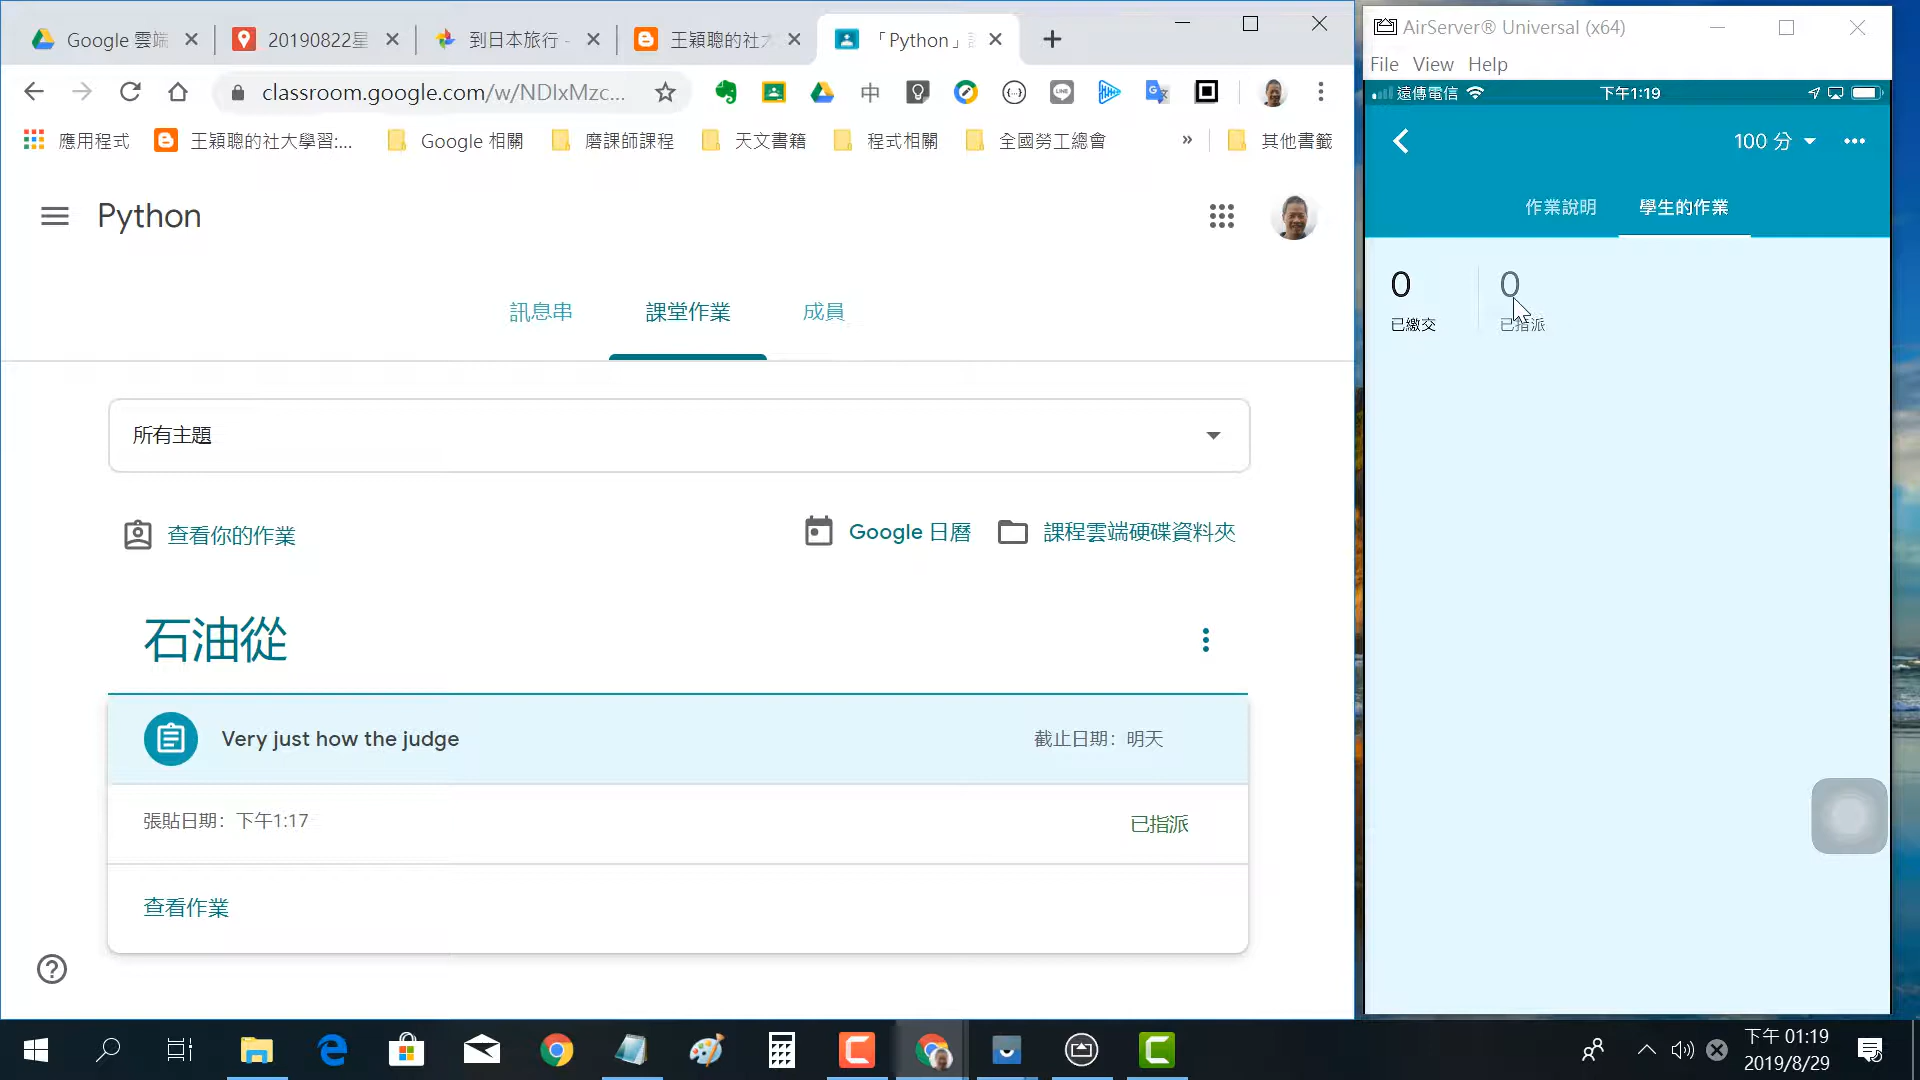 Google 雲端
20190822星
到日本旅行 -
王穎聰的社大
「Python」
classroom.google.com/w/NDIxMzc...
應用程式
王穎聰的社大學習:...
Google 相關
磨課師課程
天文書籍
程式相關
全國勞工總會
»
其他書籤
Python
訊息串
課堂作業
成員
所有主題
查看你的作業
Google 日曆
課程雲端硬碟資料夾
石油從
Very just how the judge
截止日期：明天
張貼日期：下午1:17
已指派
查看作業
AirServer® Universal (x64)
File View Help
遠傳電信
下午1:19
100 分
作業說明
學生的作業
0
0
已繳交
已指派
下午 01:19
2019/8/29